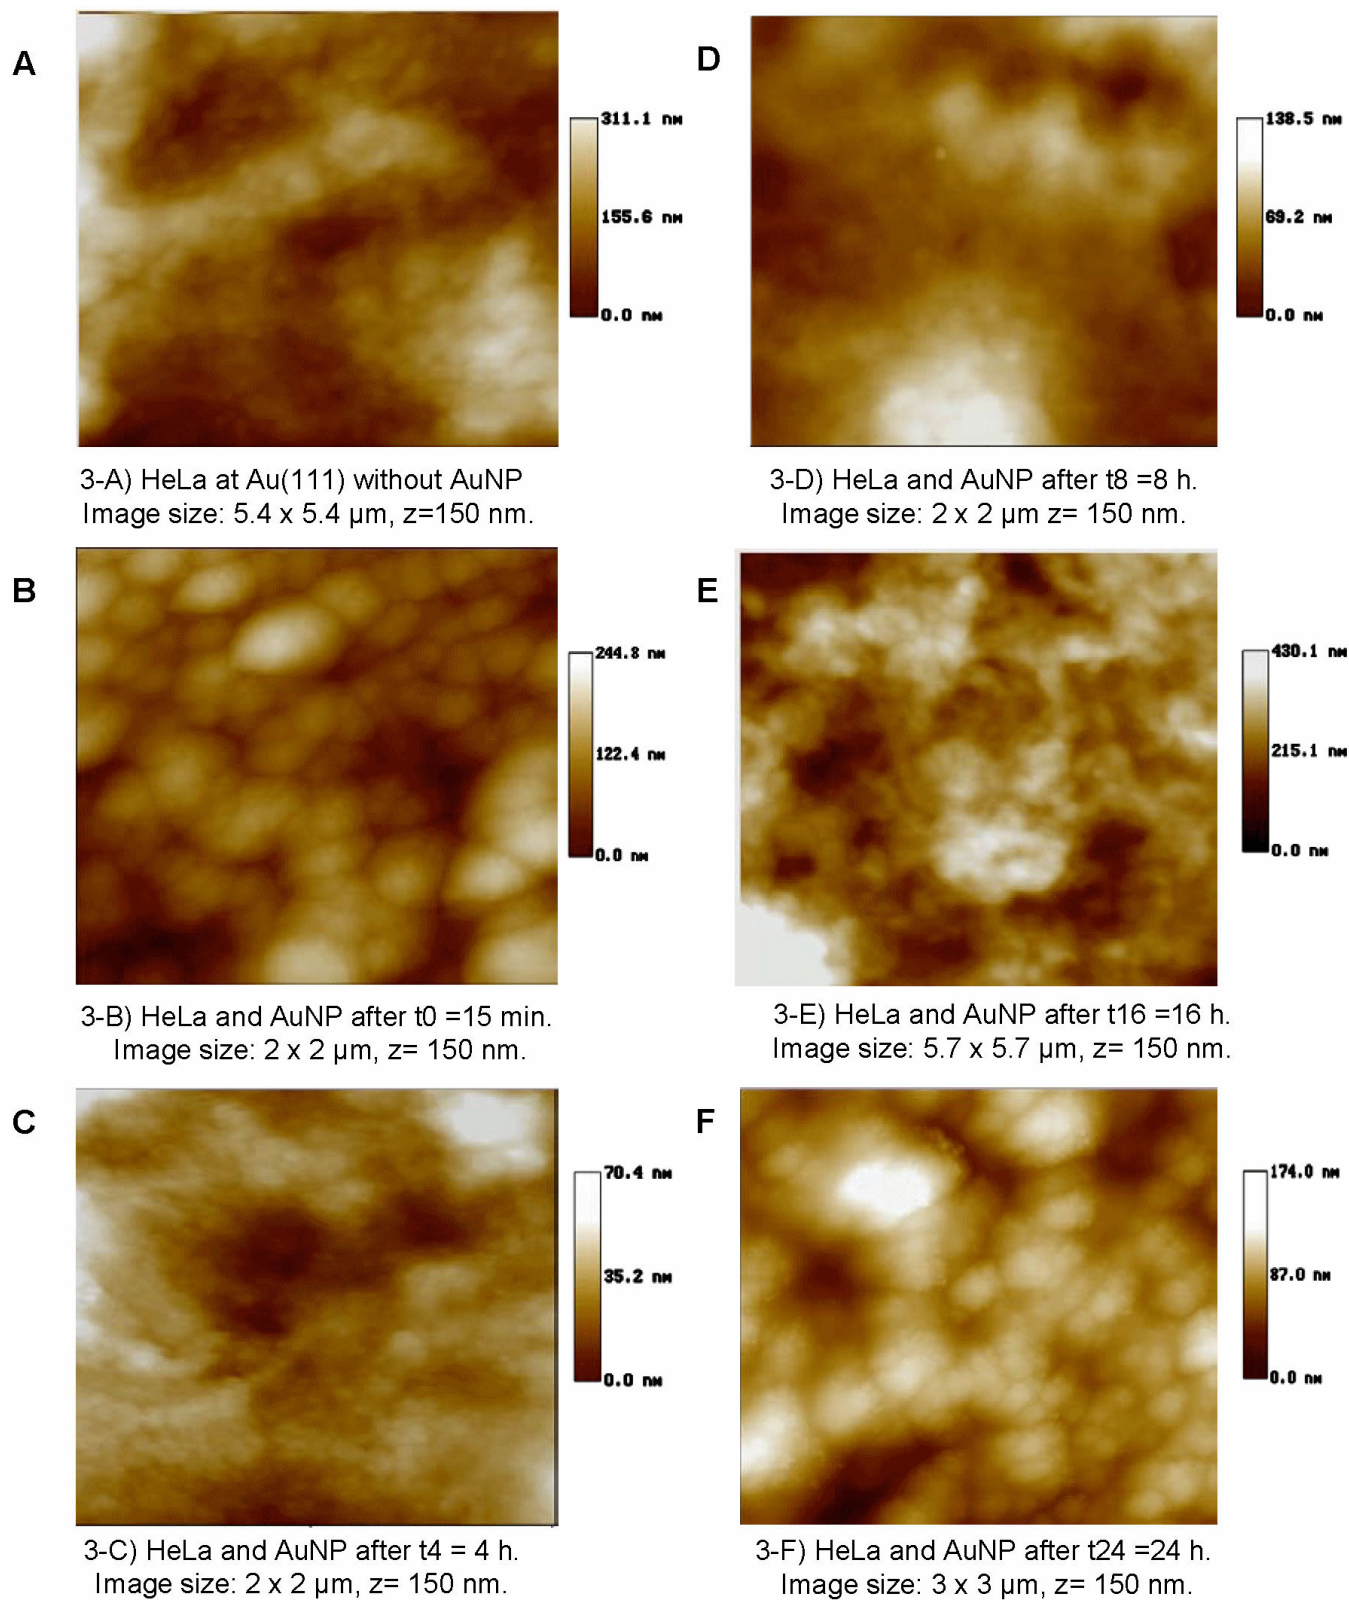 A
311.1 nm
155.6 nm
0.0 nm
3-A) HeLa at Au(111) without AuNP
Image size: 5.4 x 5.4 µm, z=150 nm.
B
244.8 nm
122.4 nm
0.0 nm
3-B) HeLa and AuNP after t0 =15 min.
Image size: 2 x 2 µm, z= 150 nm.
C
70.4 nm
35.2 nm
0.0 nm
3-C) HeLa and AuNP after t4 = 4 h.
Image size: 2 x 2 µm, z= 150 nm.
D
138.5 nm
69.2 nm
0.0 nm
3-D) HeLa and AuNP after t8 =8 h.
Image size: 2 x 2 µm z= 150 nm.
E
430.1 nm
215.1 nm
0.0 nm
3-E) HeLa and AuNP after t16 =16 h.
Image size: 5.7 x 5.7 µm, z= 150 nm.
F
174.0 nm
87.0 nm
0.0 nm
3-F) HeLa and AuNP after t24 =24 h.
Image size: 3 x 3 µm, z= 150 nm.